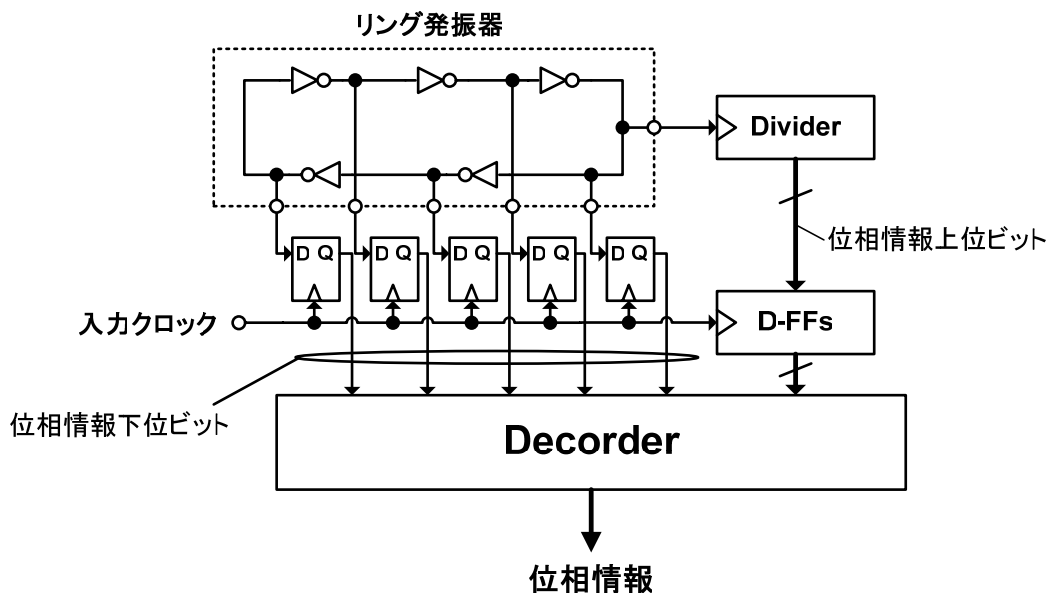 リング発振器
Divider
位相情報上位ビット
D Q
D Q
D Q
D Q
D Q
入力クロック
D-FFs
位相情報下位ビット
Decorder
位相情報